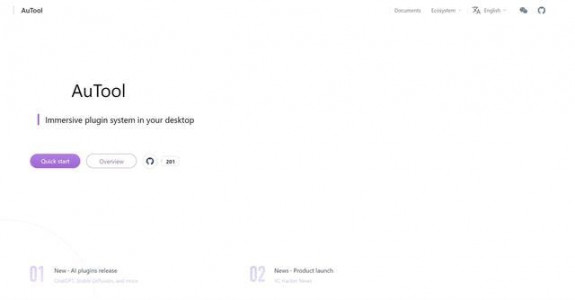 AuTool
Documents
Ecosystem
English
AuTool
Immersive plugin system in your desktop
Quick start
Overview
201
01
New - AI plugins release
ChatGPT, Stable Diffusion, and more
02
News - Product launch
YC Hacker News